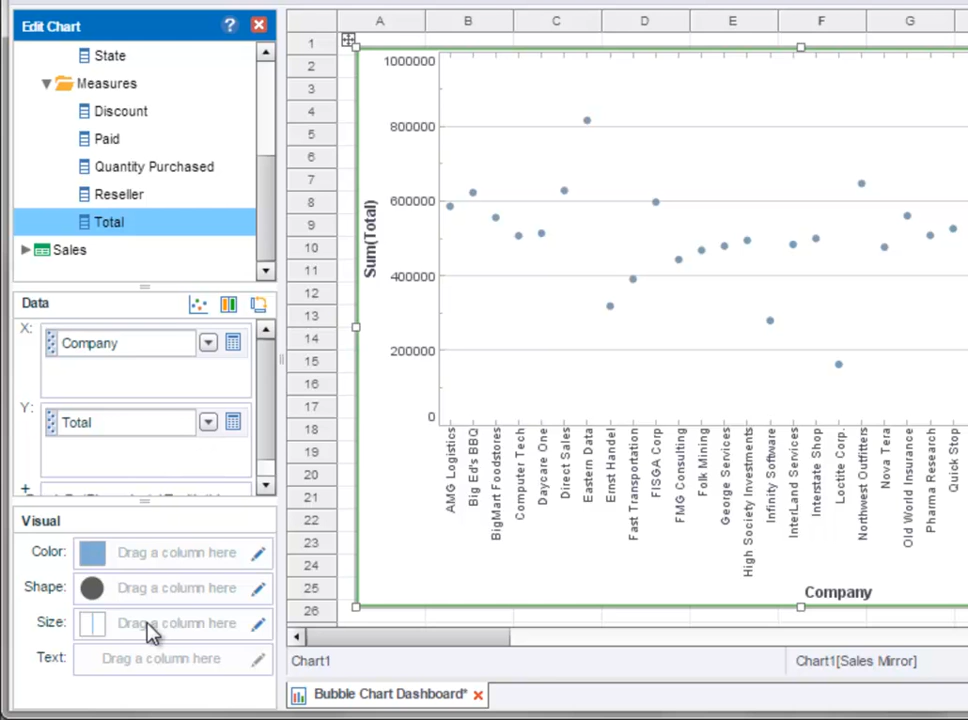 Edit Chart
?
State
Measures
Discount
Paid
Quantity Purchased
Reseller
Total
Sales
Data
X:
Company
Y:
Total
Visual
Color:
Drag a column here
Shape:
Drag a column here
Size:
Drag a column here
Text:
Drag a column here
A B C D E F G
1
2
3
4
5
6
7
8
9
10
11
12
13
14
15
16
17
18
19
20
21
22
23
24
25
26
1000000
800000
600000
400000
200000
0
Sum(Total)
AMG Logistics
Big Ed's BBQ
BigMart Foodstores
Computer Tech
Daycare One
Direct Sales
Eastern Data
Ernst Handel
Fast Transportation
FISGA Corp
FMG Consulting
Folk Mining
George Services
High Society Investments
Infinity Software
InterLand Services
Interstate Shop
Loctite Corp.
Northwest Outfitters
Nova Tera
Old World Insurance
Pharma Research
Quick Stop
Company
Chart1
Chart1[Sales Mirror]
Bubble Chart Dashboard*